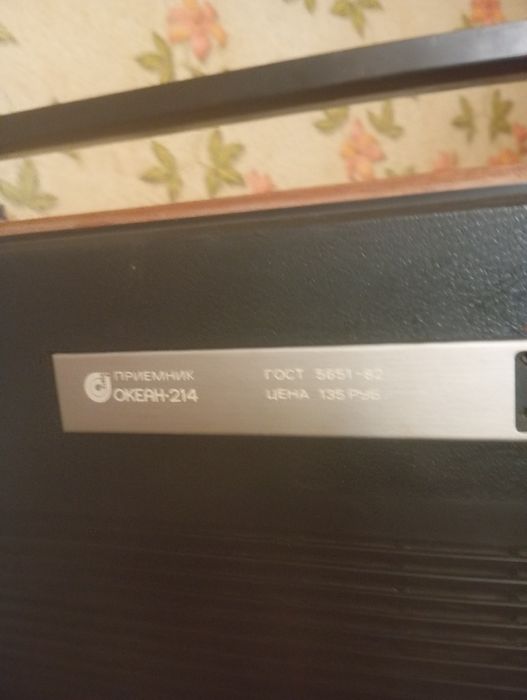 ПРИЕМНИК
ОКЕАН-214
ГОСТ 5651-82
ЦЕНА 135 РУБ